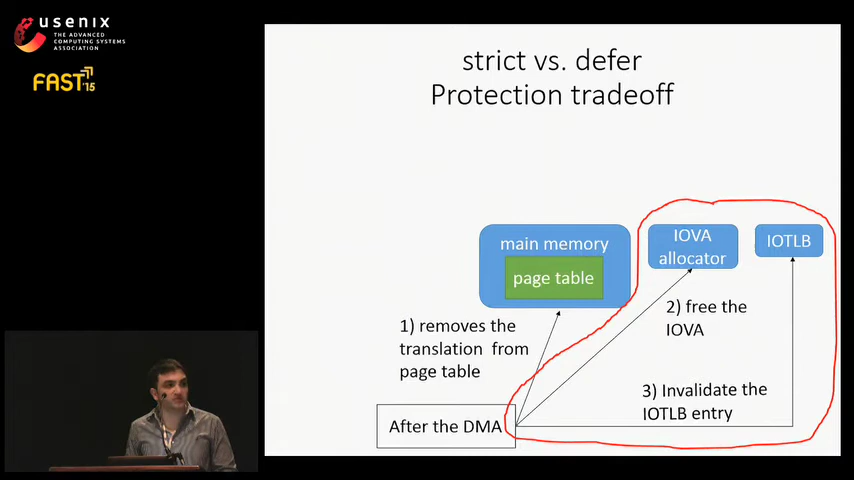 usenix
THE ADVANCED
COMPUTING SYSTEMS
ASSOCIATION
FAST'15
strict vs. defer
Protection tradeoff
main memory
page table
IOVA
allocator
IOTLB
1) removes the
translation from
page table
2) free the
IOVA
3) Invalidate the
IOTLB entry
After the DMA